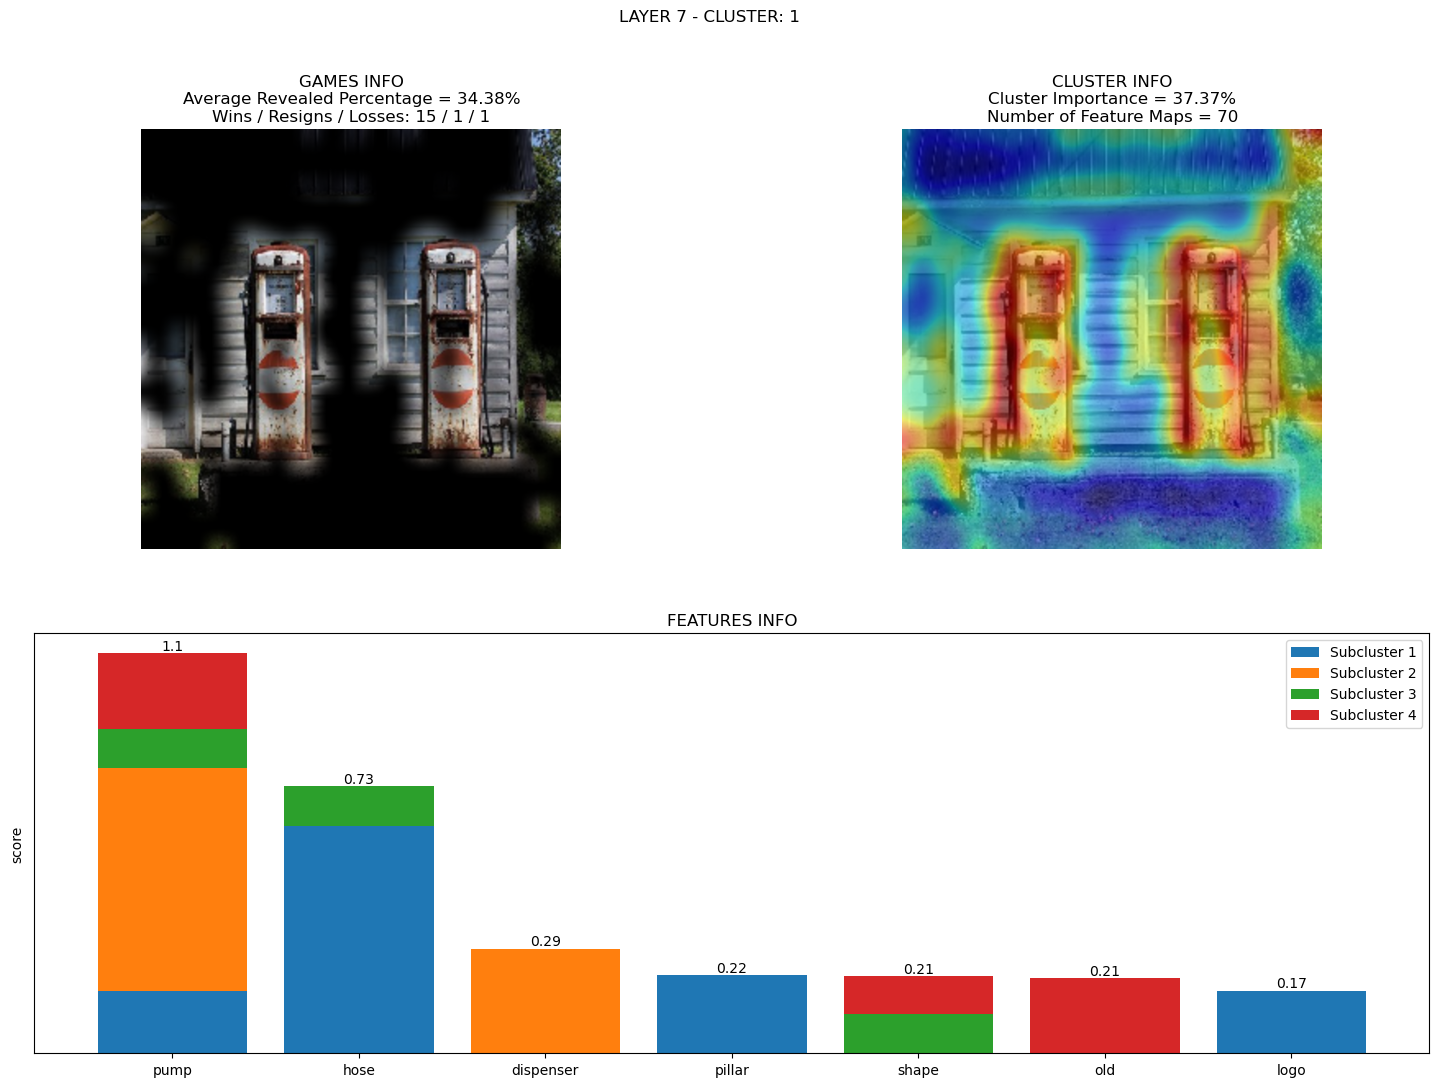 LAYER 7 - CLUSTER: 1
GAMES INFO
Average Revealed Percentage = 34.38%
Wins / Resigns / Losses: 15 / 1 / 1
CLUSTER INFO
Cluster Importance = 37.37%
Number of Feature Maps = 70
FEATURES INFO
score
1.1
0.73
0.29
0.22
0.21
0.21
0.17
Subcluster 1
Subcluster 2
Subcluster 3
Subcluster 4
pump hose dispenser pillar shape old logo